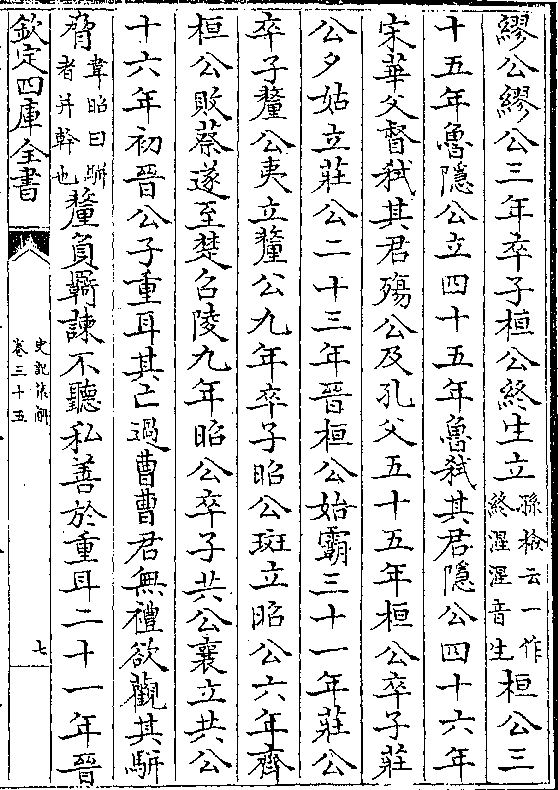 繆公繆公三年卒子桓公終生立孫檢云一作終湦湦音生桓公三
十五年魯隱公立四十五年魯弒其君隱公四十六年
宋華父督弒其君殤公及孔父五十五年桓公卒子莊
公夕姑立莊公二十三年晉桓公始霸三十一年莊公
卒子釐公夷立釐公九年卒子昭公斑立昭公六年齊
桓公敗蔡遂至楚召陵九年昭公卒子共公襄立共公
十六年初晉公子重耳其亡過曹曹君無禮欲觀其駢
脅韋昭曰駢者并幹也釐負羈諫不聽私善於重耳二十一年晉
欽定四庫全書
史記集解
卷三十五
七